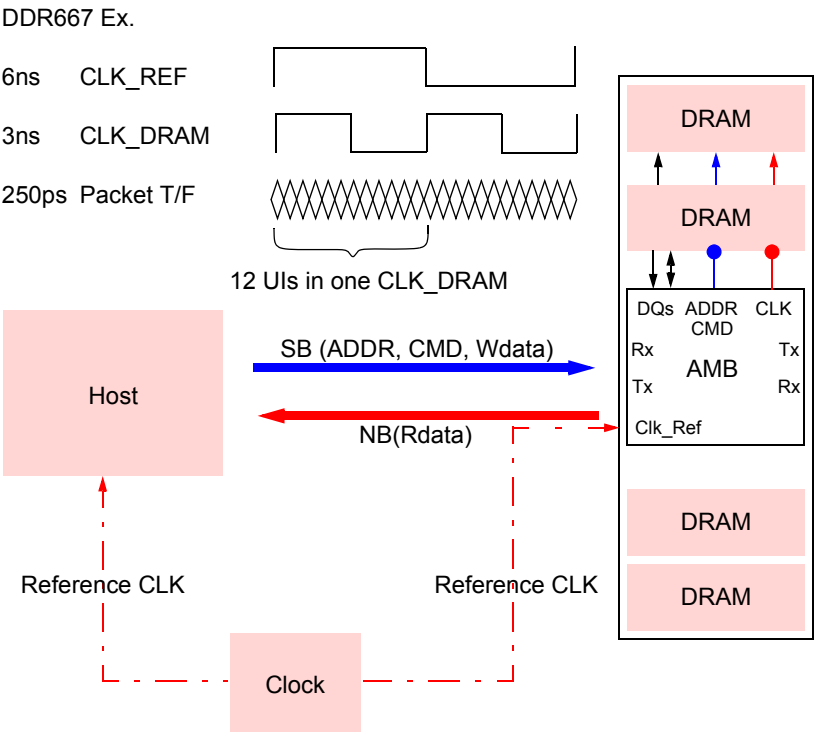 DDR667 Ex.
6ns CLK_REF
3ns CLK_DRAM
250ps Packet T/F
12 UIs in one CLK_DRAM
DRAM
DRAM
DQs ADDR CLK
CMD
Rx Tx
AMB
Tx Rx
Clk_Ref
Host
SB (ADDR, CMD, Wdata)
NB(Rdata)
DRAM
DRAM
Reference CLK
Reference CLK
Clock